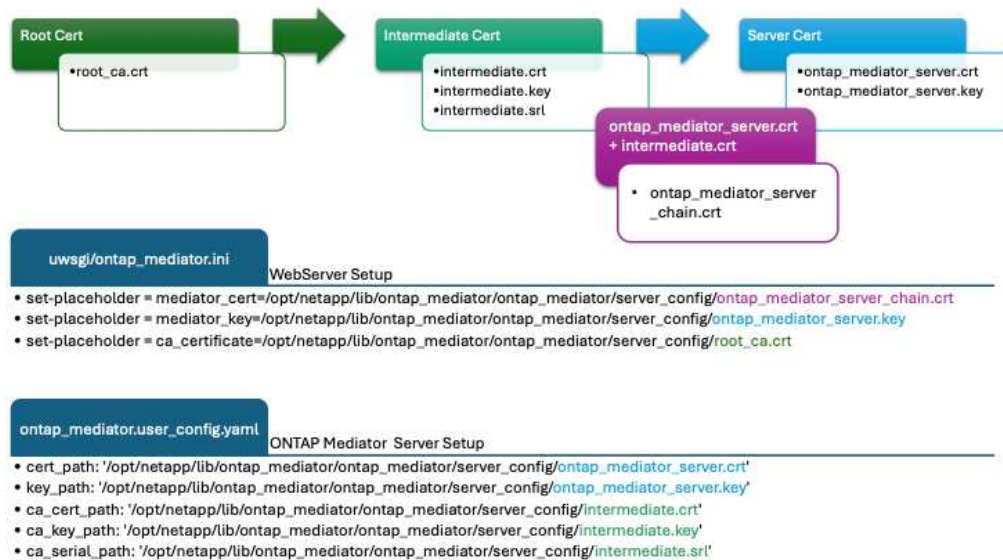 Root Cert
•root_ca.crt
Intermediate Cert
•intermediate.crt
•intermediate.key
•intermediate.srl
Server Cert
•ontap_mediator_server.crt
•ontap_mediator_server.key
ontap_mediator_server.crt
+ intermediate.crt
• ontap_mediator_server
_chain.crt
uwsgi/ontap_mediator.ini
WebServer Setup
• set-placeholder = mediator_cert=/opt/netapp/lib/ontap_mediator/ontap_mediator/server_config/ontap_mediator_server_chain.crt
• set-placeholder = mediator_key=/opt/netapp/lib/ontap_mediator/ontap_mediator/server_config/ontap_mediator_server.key
• set-placeholder = ca_certificate=/opt/netapp/lib/ontap_mediator/ontap_mediator/server_config/root_ca.crt
ontap_mediator.user_config.yaml
ONTAP Mediator Server Setup
• cert_path: '/opt/netapp/lib/ontap_mediator/ontap_mediator/server_config/ontap_mediator_server.crt'
• key_path: '/opt/netapp/lib/ontap_mediator/ontap_mediator/server_config/ontap_mediator_server.key'
• ca_cert_path: '/opt/netapp/lib/ontap_mediator/ontap_mediator/server_config/intermediate.crt'
• ca_key_path: '/opt/netapp/lib/ontap_mediator/ontap_mediator/server_config/intermediate.key'
• ca_serial_path: '/opt/netapp/lib/ontap_mediator/ontap_mediator/server_config/intermediate.srl'